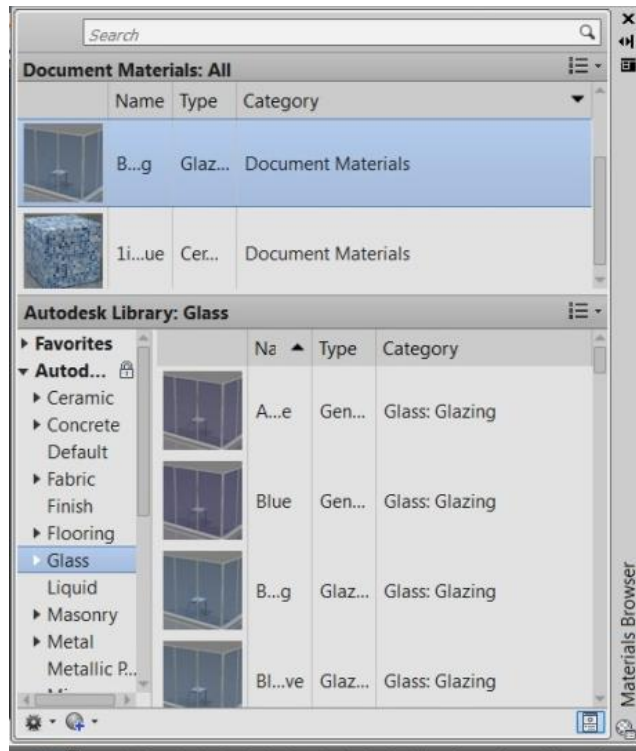 Search
Document Materials: All
Name Type Category
B...g Glaz... Document Materials
1i...ue Cer... Document Materials
Autodesk Library: Glass
Favorites
Autod...
Ceramic
Concrete
Default
Fabric
Finish
Flooring
Glass
Liquid
Masonry
Metal
Metallic P...
Na Type Category
A...e Gen... Glass: Glazing
Blue Gen... Glass: Glazing
B...g Glaz... Glass: Glazing
Bl...ve Glaz... Glass: Glazing
Materials Browser